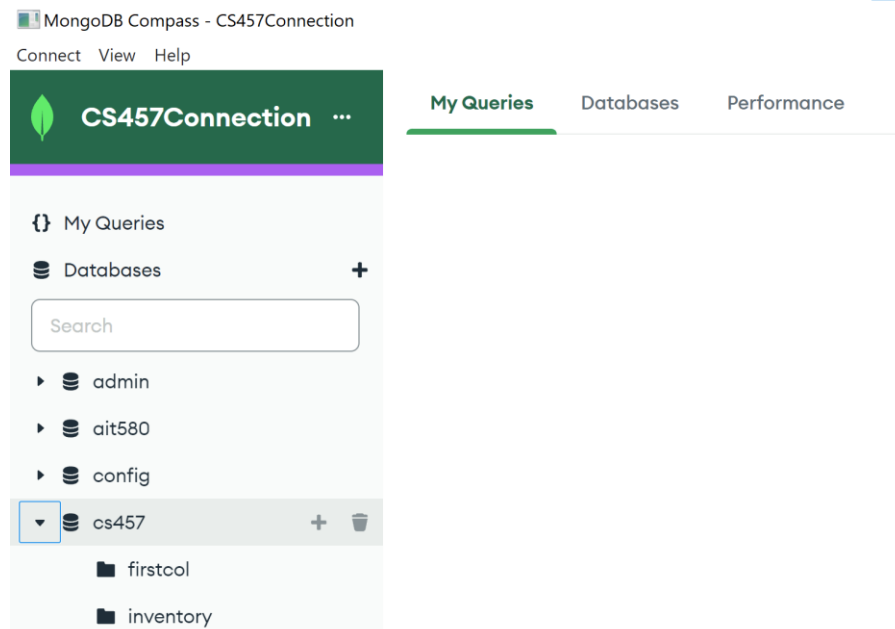 MongoDB Compass - CS457Connection
Connect View Help
CS457Connection ...
My Queries Databases Performance
{} My Queries
Databases +
Search
admin
ait580
config
cs457 +
firstcol
inventory